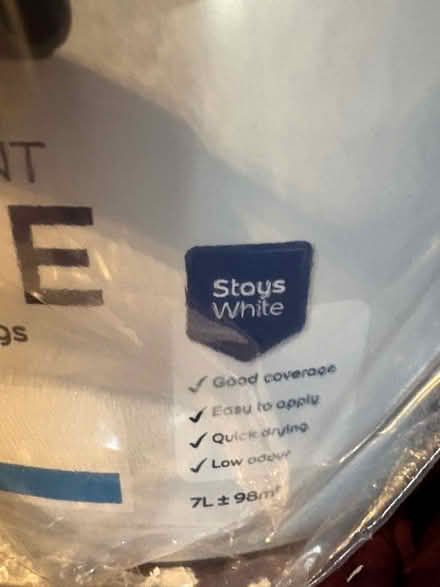 NT
E
gs
Stays
White
✓ Good coverage
✓ Easy to apply
✓ Quick drying
✓ Low odour
7L ± 98m²